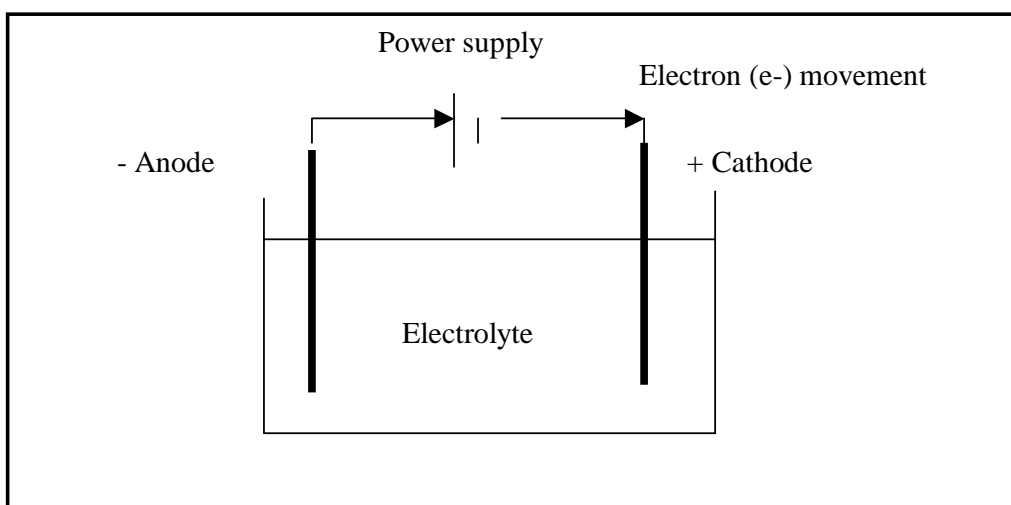 Power supply
Electron (e-) movement
- Anode
+ Cathode
Electrolyte